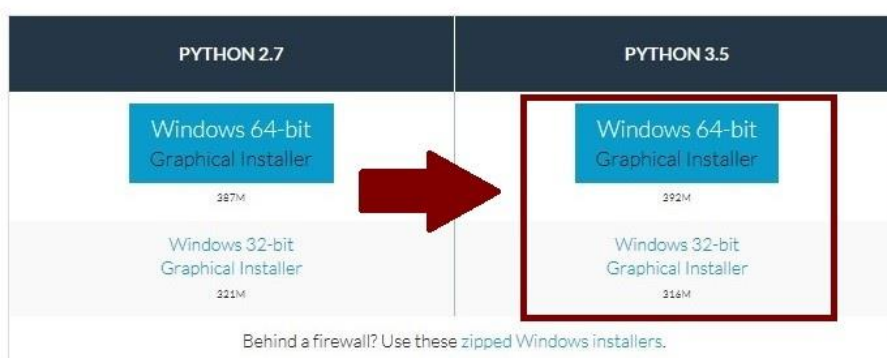 PYTHON 2.7
PYTHON 3.5
Windows 64-bit
Graphical Installer
387M
Windows 64-bit
Graphical Installer
392M
Windows 32-bit
Graphical Installer
321M
Windows 32-bit
Graphical Installer
316M
Behind a firewall? Use these zipped Windows installers.